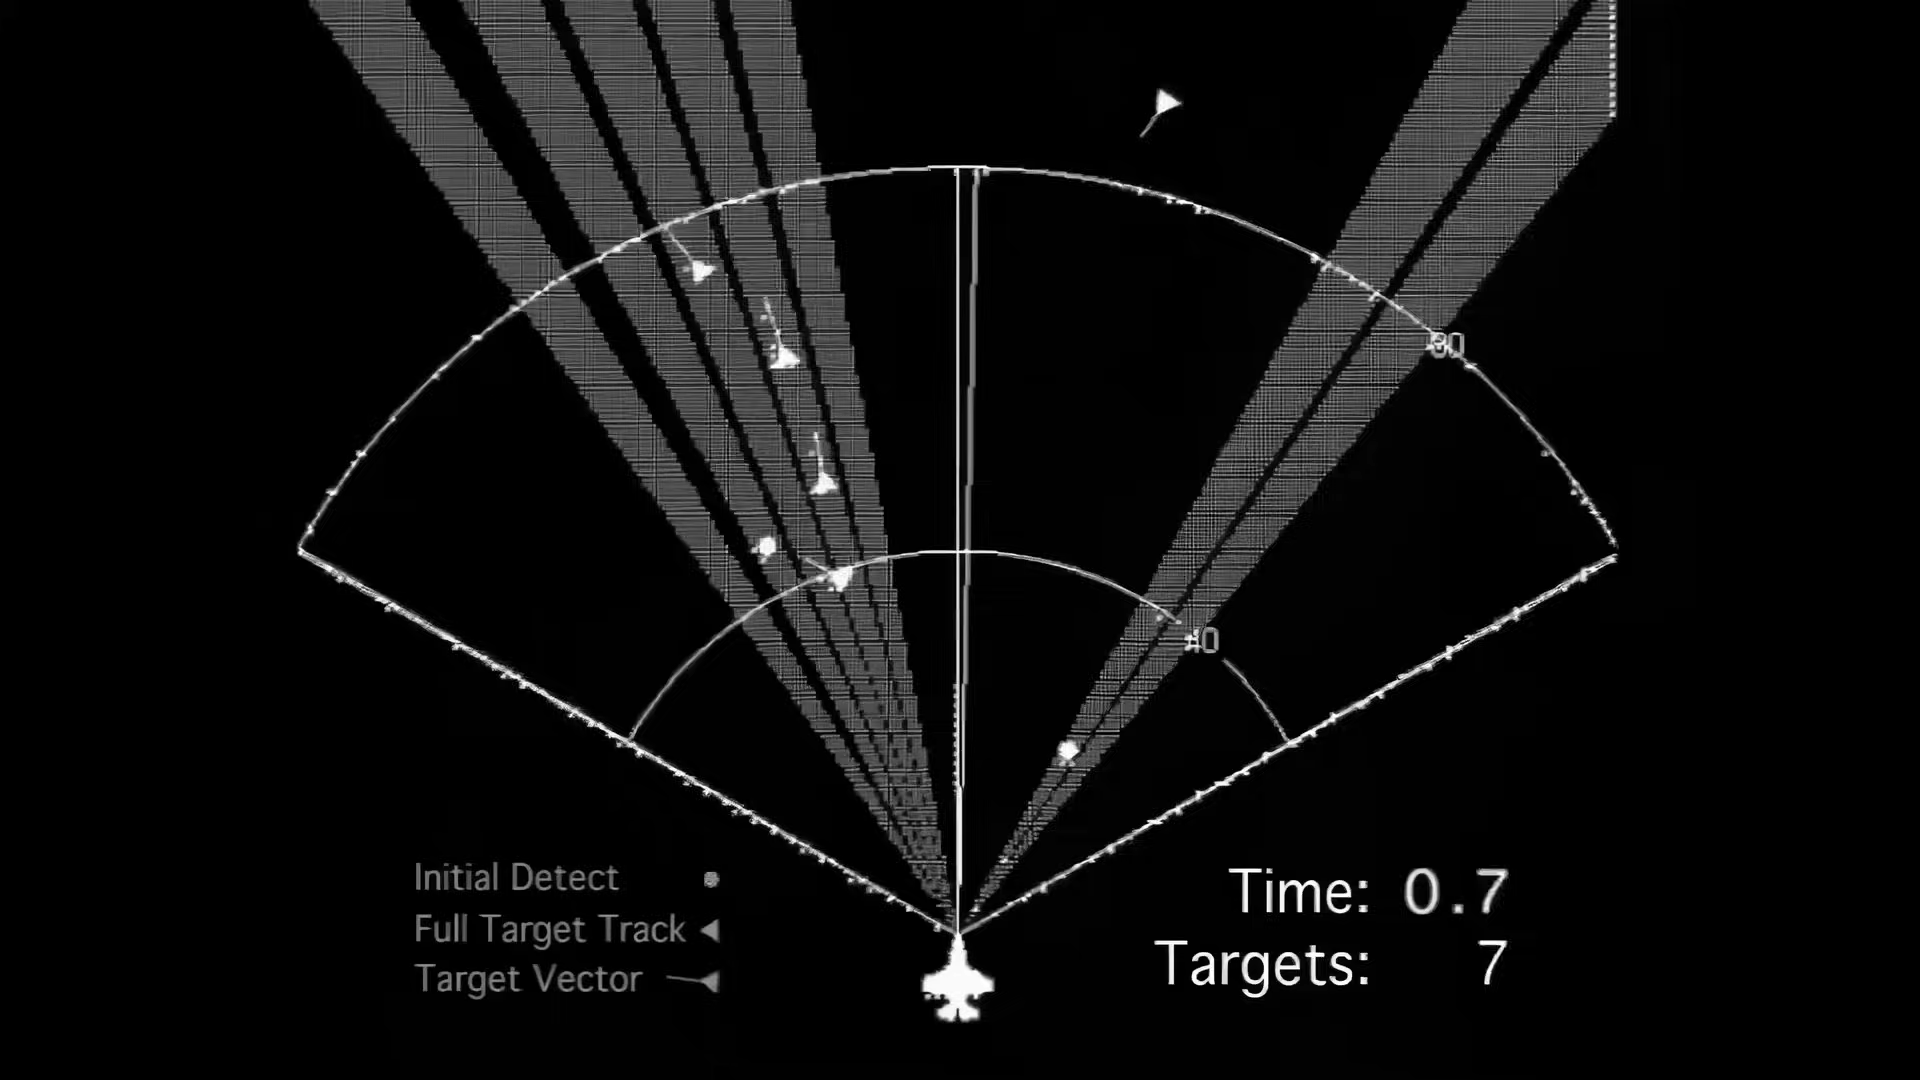 80
40
Initial Detect
Full Target Track
Target Vector
Time: 0.7
Targets: 7